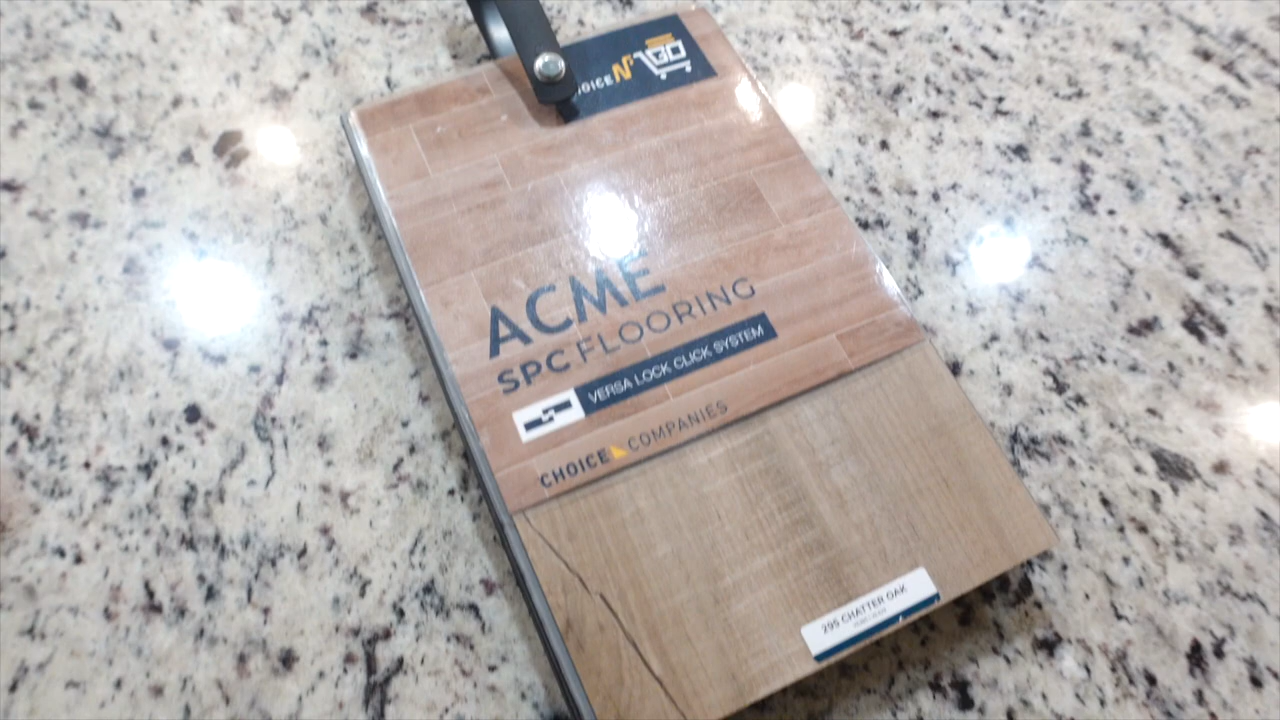 CHOICE N' GO
ACME
SPC FLOORING
VERSA LOCK CLICK SYSTEM
CHOICE COMPANIES
295 CHATTER OAK